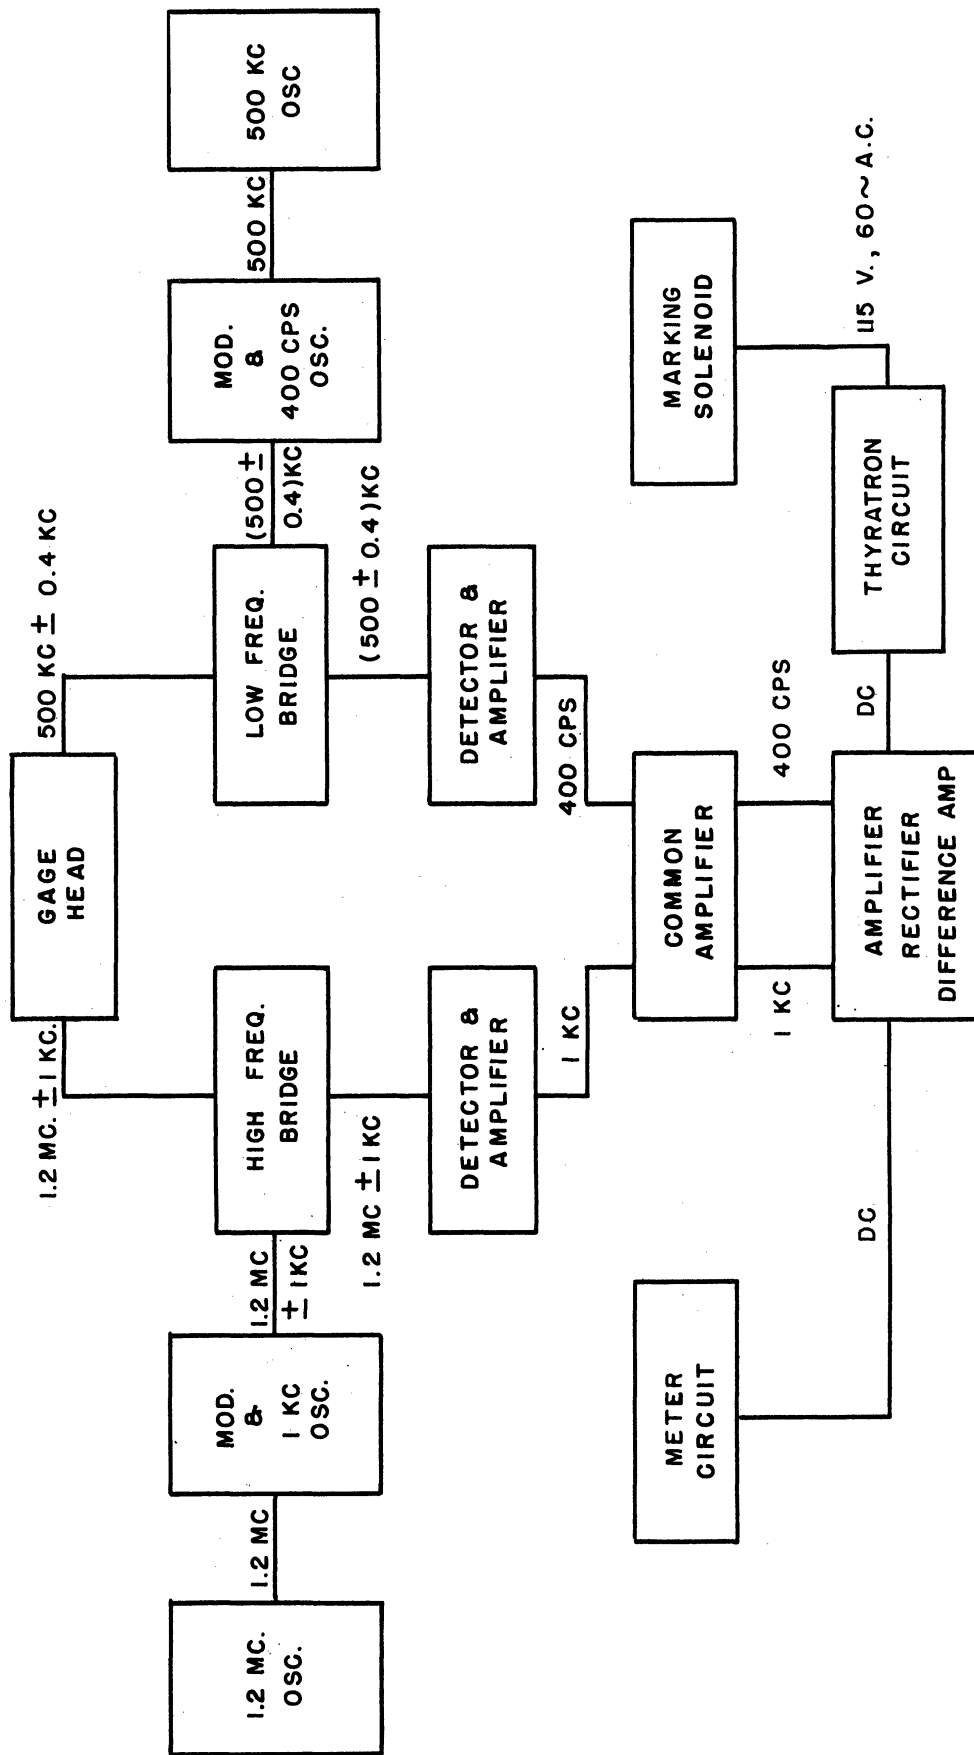 1.2 MC. ± 1 KC.
GAGE
HEAD
500 KC ± 0.4 KC
1.2 MC.
OSC.
1.2 MC
MOD.
&
1 KC
OSC.
1.2 MC
± 1KC
HIGH FREQ.
BRIDGE
LOW FREQ.
BRIDGE
(500 ±
0.4)KC
MOD.
&
400 CPS
OSC.
500 KC
500 KC
OSC
1.2 MC ± 1 KC
(500 ± 0.4)KC
DETECTOR &
AMPLIFIER
DETECTOR &
AMPLIFIER
1 KC
400 CPS
METER
CIRCUIT
COMMON
AMPLIFIER
MARKING
SOLENOID
1 KC
400 CPS
DC
AMPLIFIER
RECTIFIER
DIFFERENCE AMP
DC
THYRATRON
CIRCUIT
115 V., 60~ A.C.